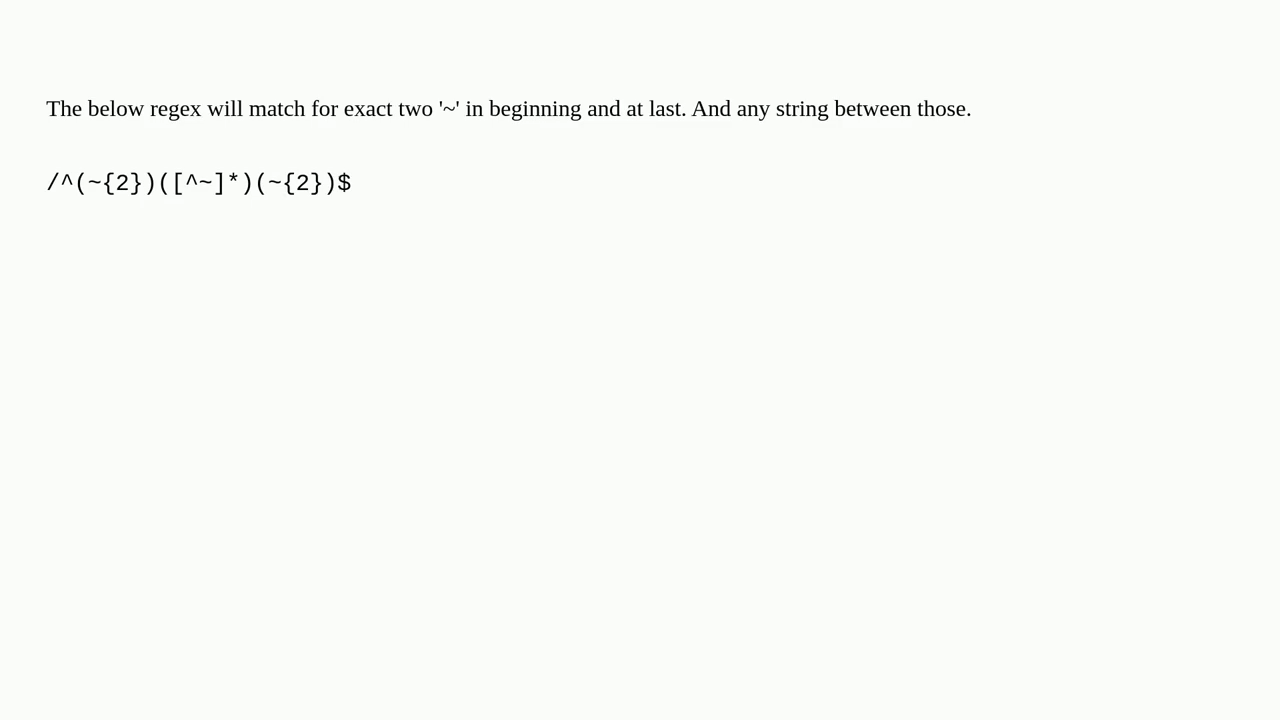 The below regex will match for exact two '~' in beginning and at last. And any string between those.
/^(~{2})([^~]*)(~{2})$